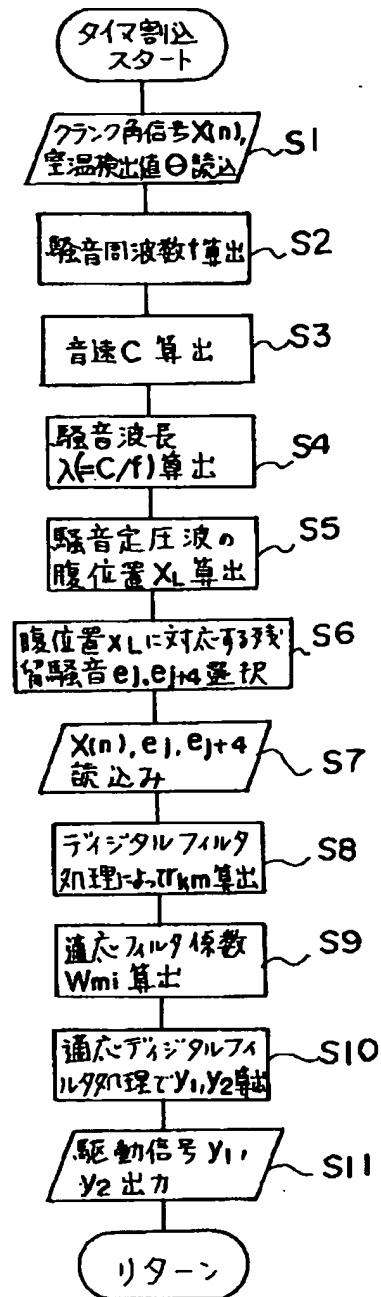 タイマ割込
スタート
クランク角信号X(n),
室温検出値θ読込
S1
騒音周波数f算出
S2
音速C 算出
S3
騒音波長
λ(=C/f)算出
S4
騒音定圧波の
腹位置XL算出
S5
腹位置XLに対応する残
留騒音ej,ej+4選択
S6
X(n),ej,ej+4
読込み
S7
ディジタルフィルタ
処理によってrkm算出
S8
適応フィルタ係数
Wmi算出
S9
適応ディジタルフィ
ルタ処理でy1,y2算出
S10
駆動信号y1,
y2出力
S11
リターン